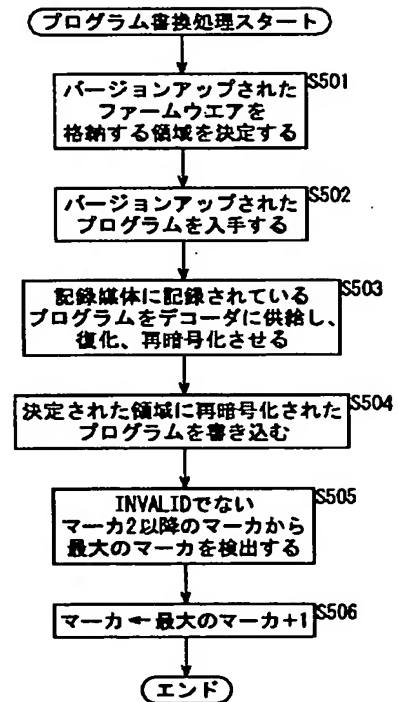 プログラム書換処理スタート
S501
バージョンアップされた
ファームウエアを
格納する領域を決定する
S502
バージョンアップされた
プログラムを入手する
S503
記録媒体に記録されている
プログラムをデコーダに供給し、
復化、再暗号化させる
S504
決定された領域に再暗号化された
プログラムを書き込む
S505
INVALIDでない
マーカ2以降のマーカから
最大のマーカを検出する
S506
マーカ←最大のマーカ+1
エンド